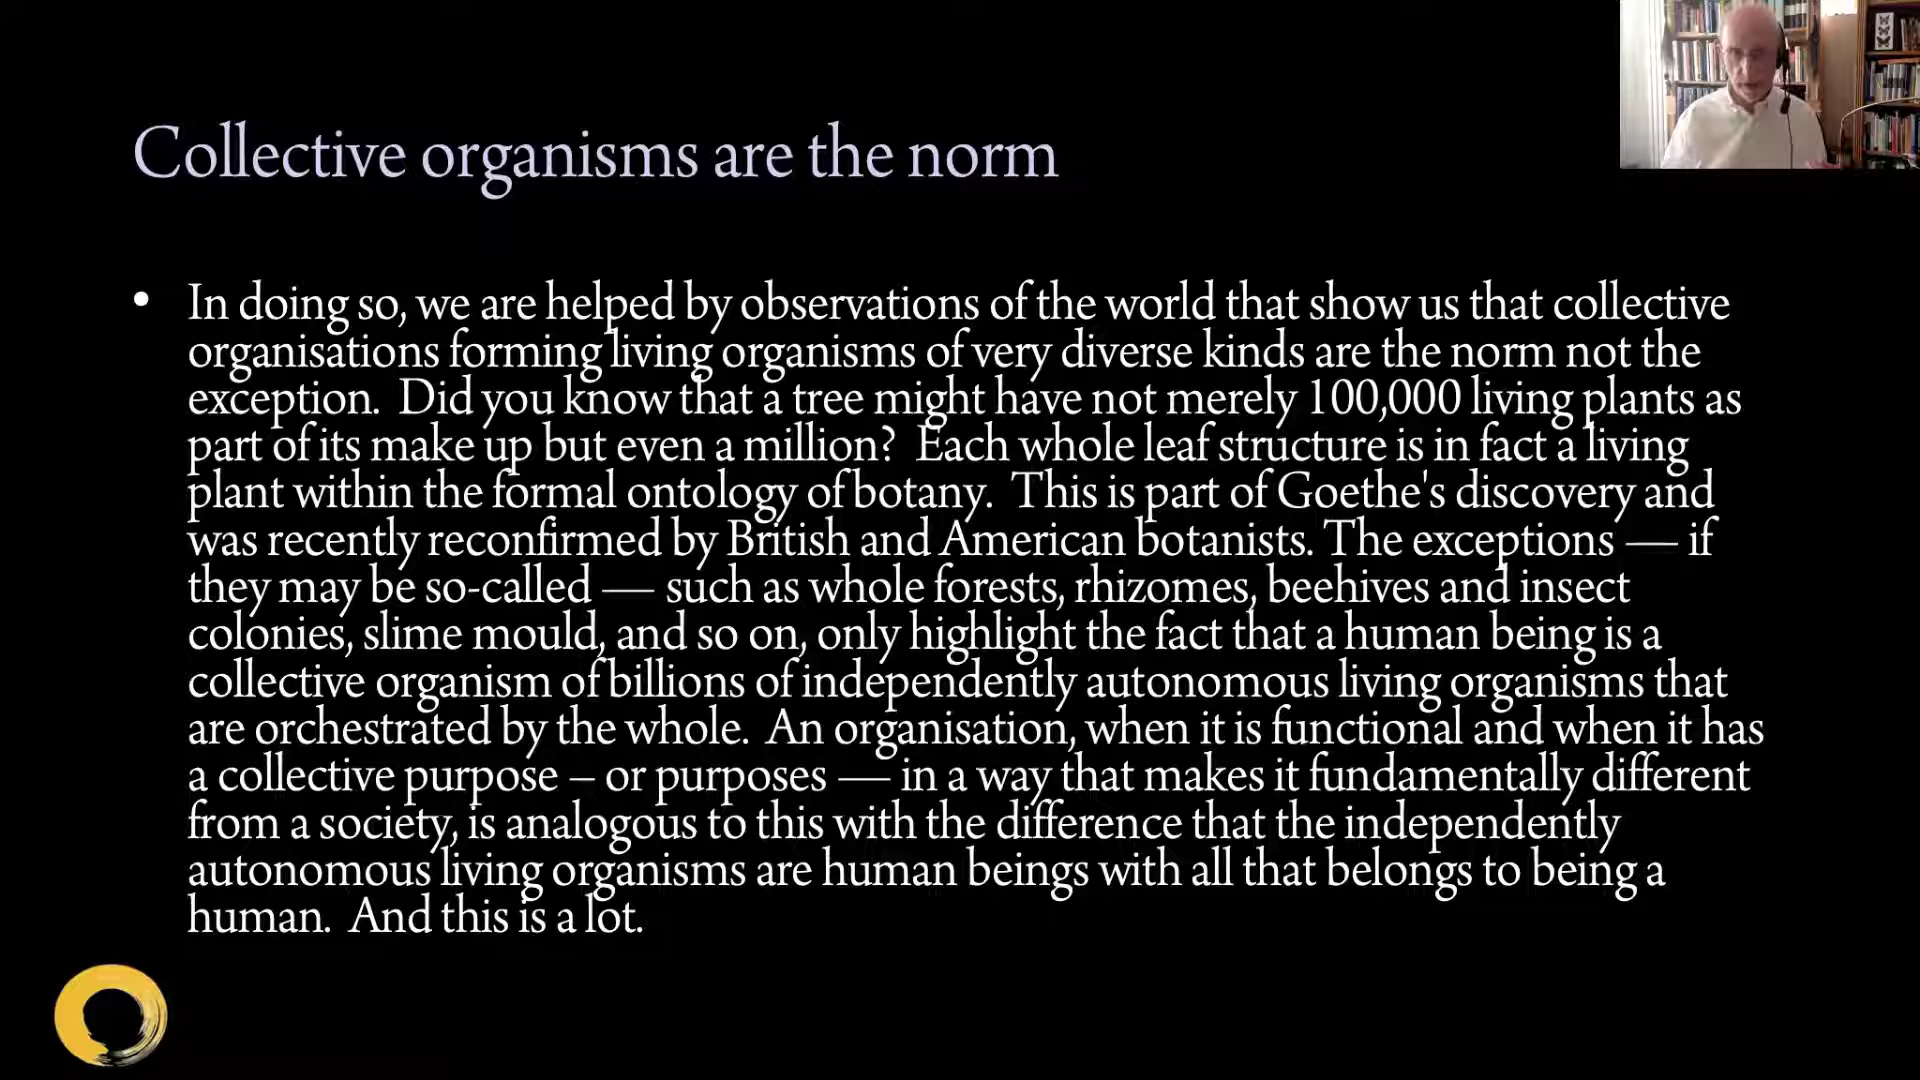 Collective organisms are the norm
• In doing so, we are helped by observations of the world that show us that collective
organisations forming living organisms of very diverse kinds are the norm not the
exception.  Did you know that a tree might have not merely 100,000 living plants as
part of its make up but even a million?  Each whole leaf structure is in fact a living
plant within the formal ontology of botany.  This is part of Goethe's discovery and
was recently reconfirmed by British and American botanists. The exceptions — if
they may be so-called — such as whole forests, rhizomes, beehives and insect
colonies, slime mould, and so on, only highlight the fact that a human being is a
collective organism of billions of independently autonomous living organisms that
are orchestrated by the whole.  An organisation, when it is functional and when it has
a collective purpose – or purposes — in a way that makes it fundamentally different
from a society, is analogous to this with the difference that the independently
autonomous living organisms are human beings with all that belongs to being a
human.  And this is a lot.